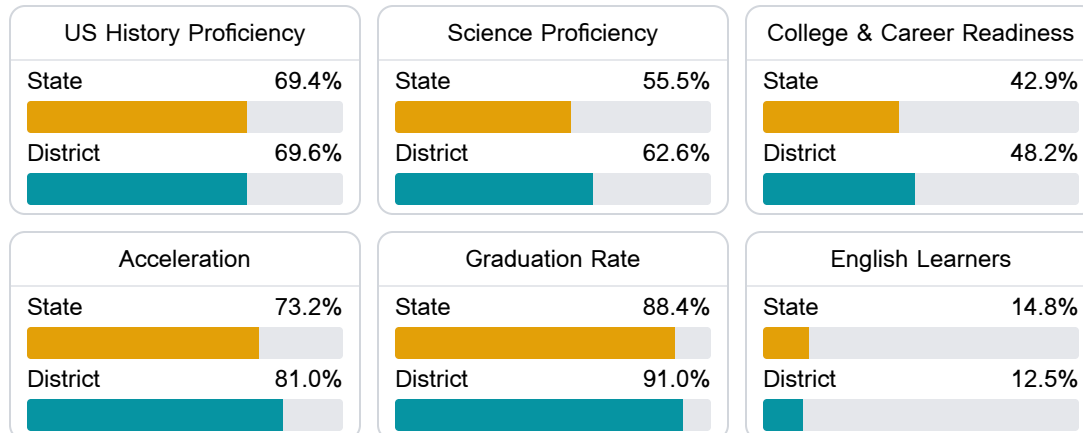 US History Proficiency
State 69.4%
District 69.6%
Science Proficiency
State 55.5%
District 62.6%
College & Career Readiness
State 42.9%
District 48.2%
Acceleration
State 73.2%
District 81.0%
Graduation Rate
State 88.4%
District 91.0%
English Learners
State 14.8%
District 12.5%